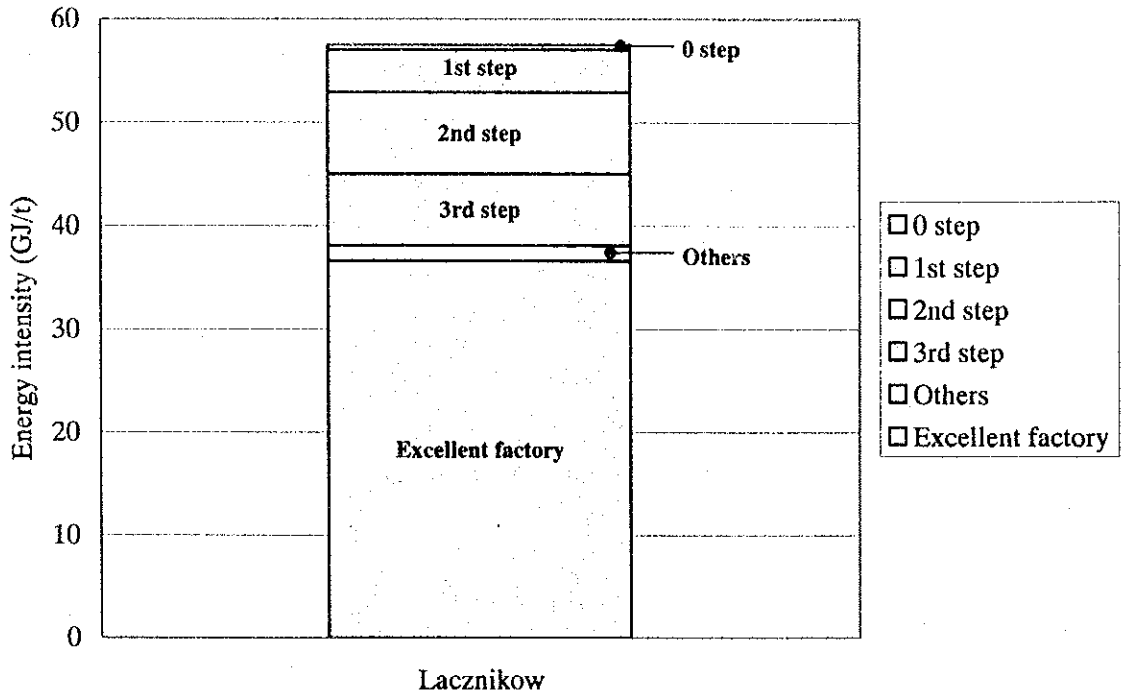 60
50
40
30
20
10
0
Energy intensity (GJ/t)
0 step
1st step
2nd step
3rd step
Others
Excellent factory
Lacznikow
0 step
1st step
2nd step
3rd step
Others
Excellent factory